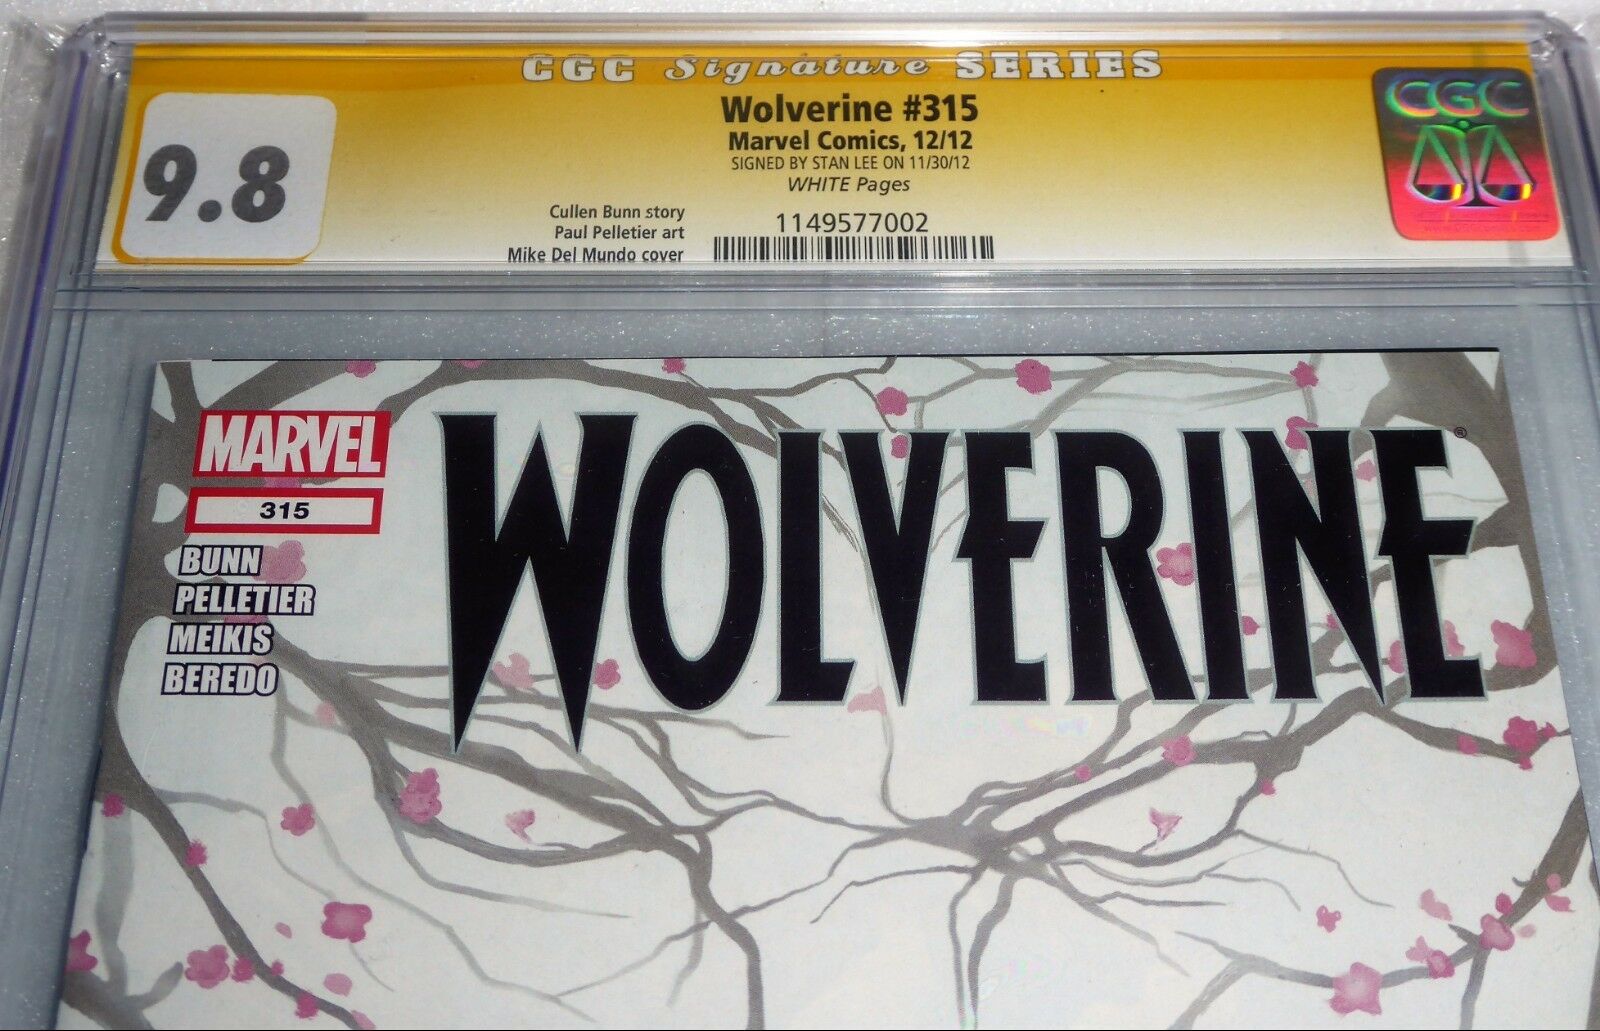 CGC Signature SERIES
Wolverine #315
Marvel Comics, 12/12
SIGNED BY STAN LEE ON 11/30/12
WHITE Pages
9.8
Cullen Bunn story
Paul Pelletier art
Mike Del Mundo cover
1149577002
CGC
MARVEL
315
BUNN
PELLETIER
MEIKIS
BEREDO
WOLVERINE®